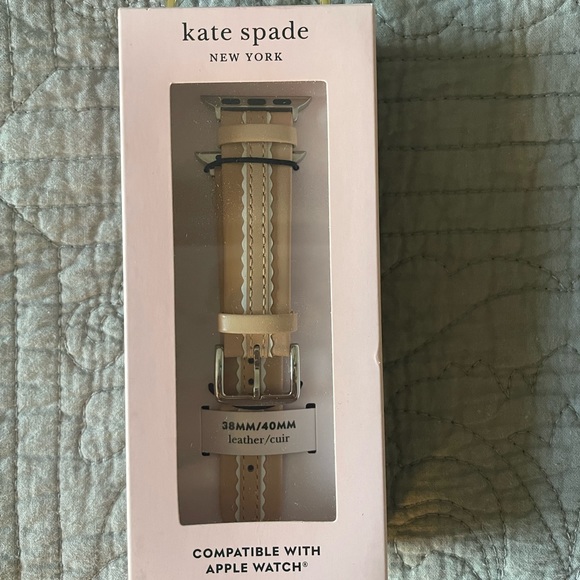 kate spade
NEW YORK
38MM/40MM
leather/cuir
COMPATIBLE WITH
APPLE WATCH®